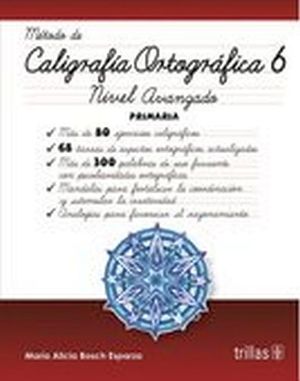 Método de
Caligrafía Ortográfica 6
Nivel Avanzado
PRIMARIA
Más de 80 ejercicios caligráficos
68 tareas de aspectos ortográficos actualizados
Más de 300 palabras de uso frecuente
con peculiaridades ortográficas
Mandalas para fortalecer la coordinación
y estimular la creatividad
Analogías para favorecer el razonamiento
María Alicia Bosch Esparza
trillas